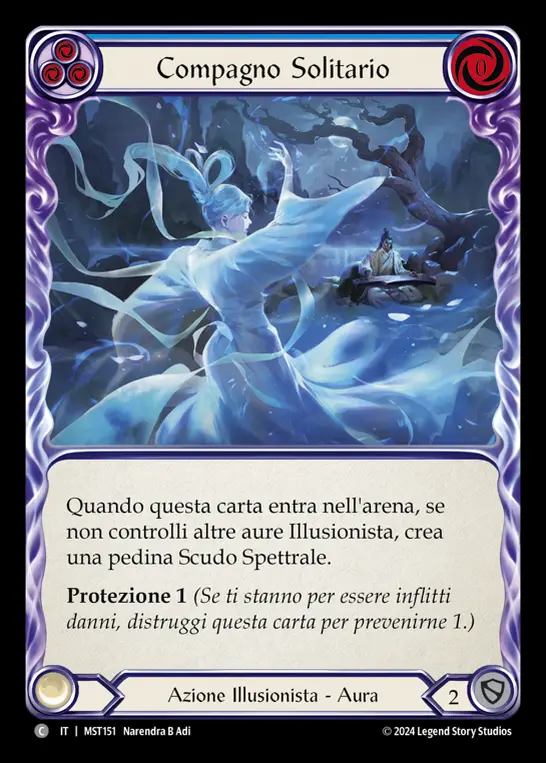 Compagno Solitario
0
Quando questa carta entra nell'arena, se
non controlli altre aure Illusionista, crea
una pedina Scudo Spettrale.
Protezione 1 (Se ti stanno per essere inflitti
danni, distruggi questa carta per prevenirne 1.)
Azione Illusionista - Aura
2
C IT | MST151 Narendra B Adi
© 2024 Legend Story Studios